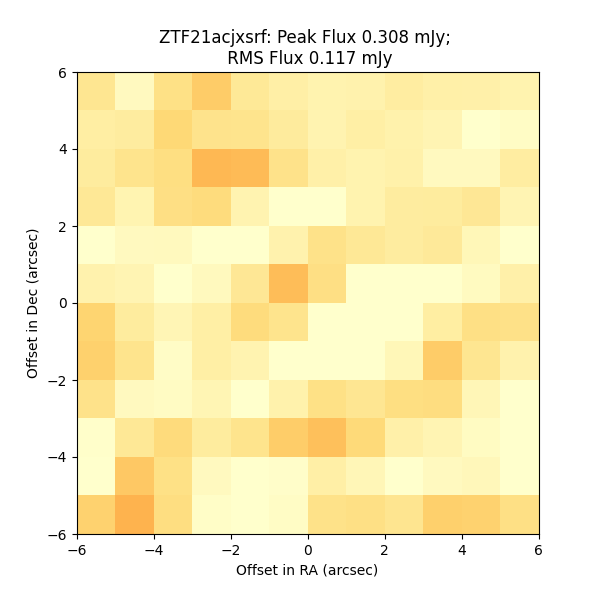 ZTF21acjxsrf: Peak Flux 0.308 mJy;
RMS Flux 0.117 mJy
6
4
2
0
−2
−4
−6
Offset in Dec (arcsec)
−6 −4 −2 0 2 4 6
Offset in RA (arcsec)